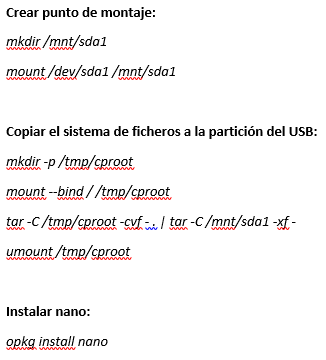 Crear punto de montaje:
mkdir /mnt/sda1
mount /dev/sda1 /mnt/sda1
Copiar el sistema de ficheros a la partición del USB:
mkdir -p /tmp/cproot
mount --bind / /tmp/cproot
tar -C /tmp/cproot -cvf - . | tar -C /mnt/sda1 -xf -
umount /tmp/cproot
Instalar nano:
opkg install nano